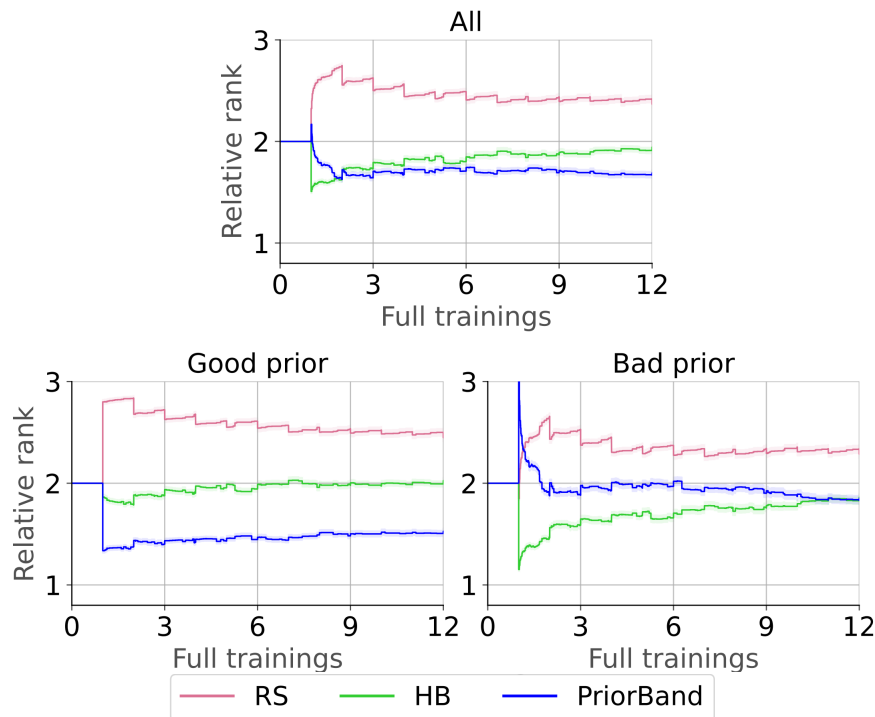 All
3
2
1
Relative rank
0 3 6 9 12
Full trainings
Good prior
3
2
1
Relative rank
0 3 6 9 12
Full trainings
Bad prior
3
2
1
0 3 6 9 12
Full trainings
RS HB PriorBand